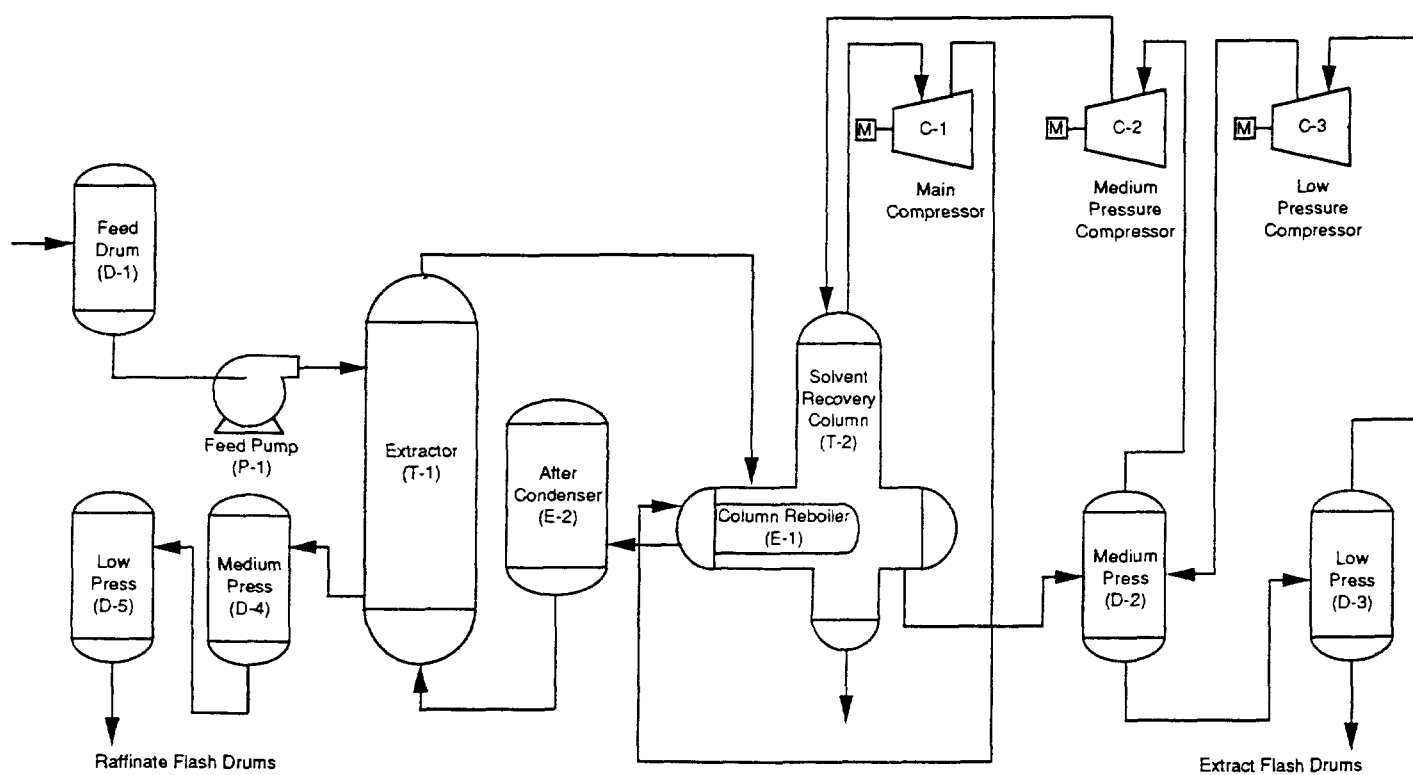 M
C-1
M
C-2
M
C-3
Main
Compressor
Medium
Pressure
Compressor
Low
Pressure
Compressor
Feed
Drum
(D-1)
Feed Pump
(P-1)
Extractor
(T-1)
After
Condenser
(E-2)
Solvent
Recovery
Column
(T-2)
Column Reboiler
(E-1)
Low
Press
(D-5)
Medium
Press
(D-4)
Medium
Press
(D-2)
Low
Press
(D-3)
Raffinate Flash Drums
Extract Flash Drums